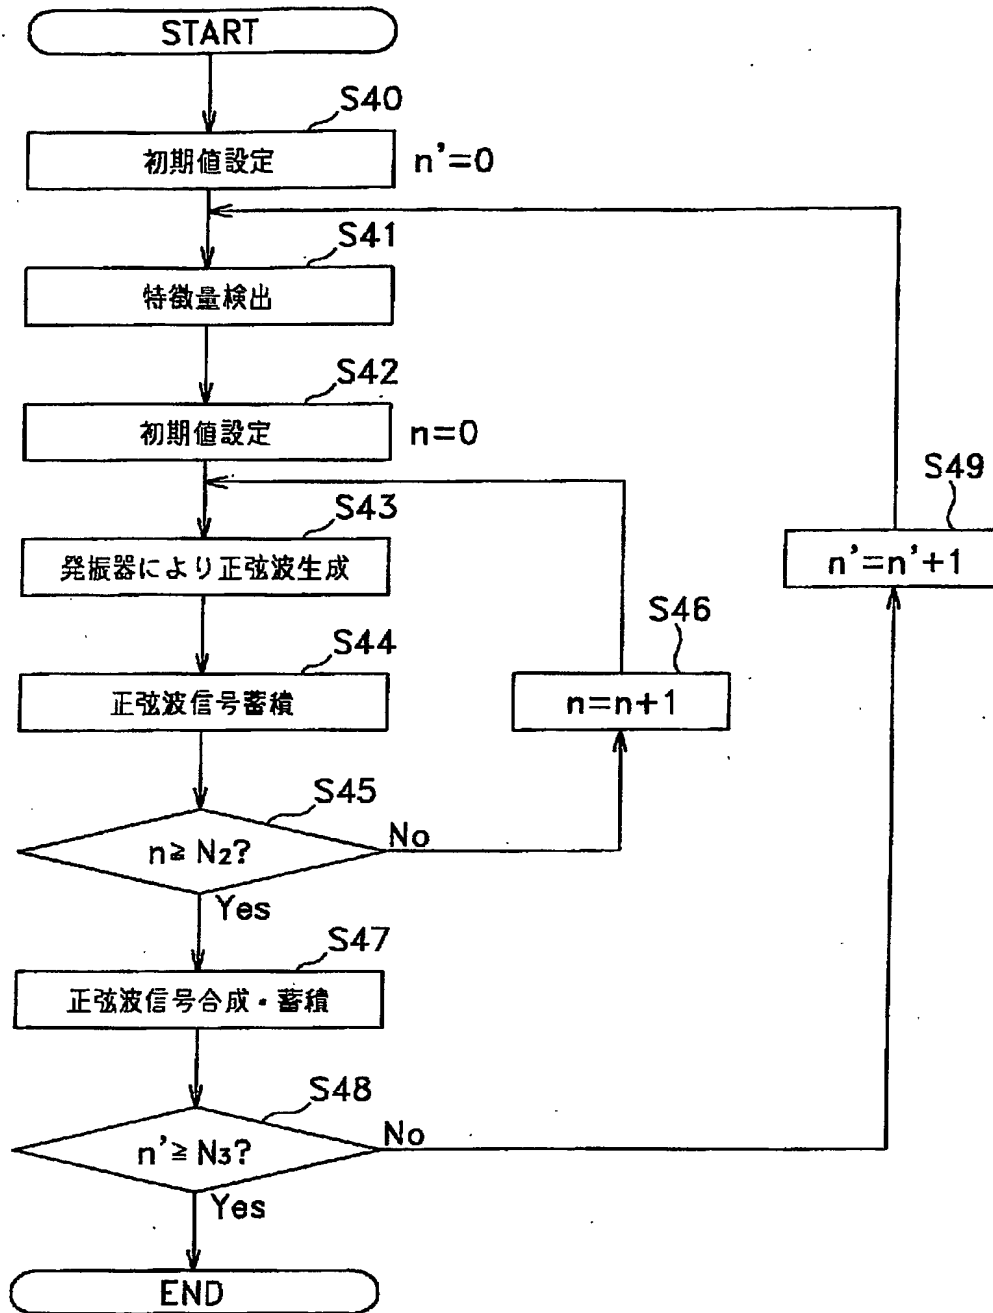 START
S40
初期値設定 n'=0
S41
特徴量検出
S42
初期値設定 n=0
S43
発振器により正弦波生成
S49
n'=n'+1
S44
正弦波信号蓄積
S46
n=n+1
S45
n≧N2?
No
Yes
S47
正弦波信号合成・蓄積
S48
n'≧N3?
No
Yes
END